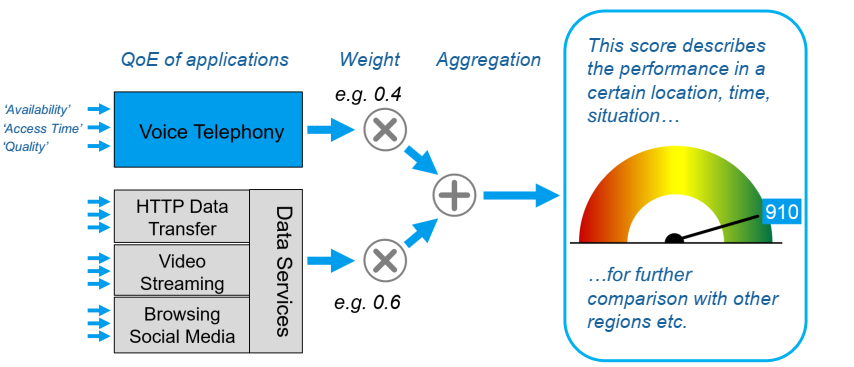 QoE of applications
Weight
Aggregation
e.g. 0.4
'Availability'
'Access Time'
'Quality'
Voice Telephony
HTTP Data
Transfer
Video
Streaming
Browsing
Social Media
Data Services
e.g. 0.6
This score describes
the performance in a
certain location, time,
situation…
910
…for further
comparison with other
regions etc.